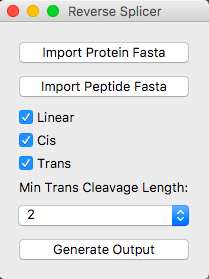 Reverse Splicer
Import Protein Fasta
Import Peptide Fasta
Linear
Cis
Trans
Min Trans Cleavage Length:
2
Generate Output